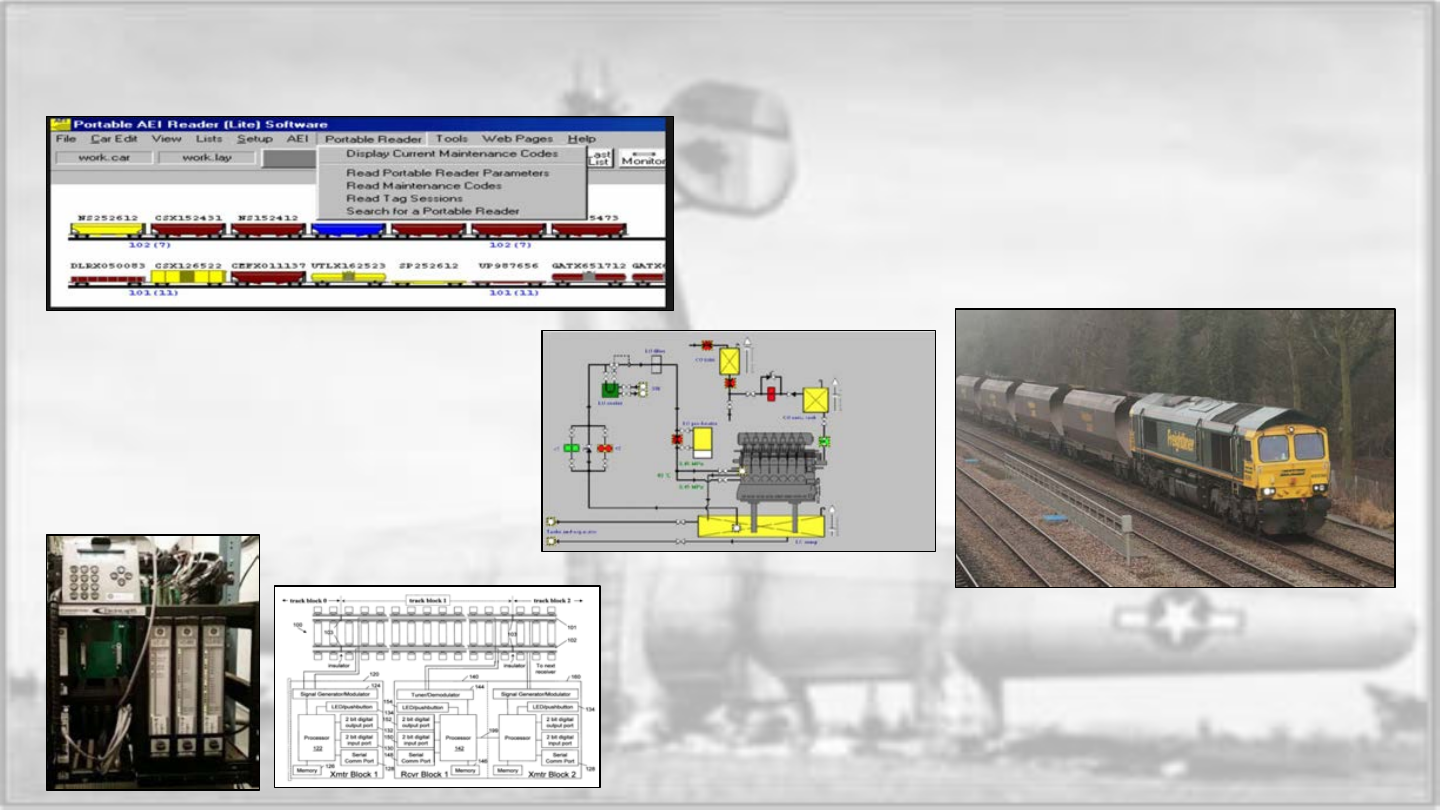 Portable AEI Reader (Lite) Software
File Car Edit View Lists Setup AEI Portable Reader Tools Web Pages Help
work.car work.lay
Display Current Maintenance Codes
Read Portable Reader Parameters
Read Maintenance Codes
Read Tag Sessions
Search for a Portable Reader
Last
List
Monitor
NS252612 CSX152431 NS152412 5473
102 (7) 102 (7)
DLRX050083 CSX126522 CEFX011137 UTLX162523 SP252612 UP987656 GATX651712 GATX6
101 (11) 101 (11)
Freightliner
track block 0 track block 1 track block 2
100
101
103 103
102
insulator insulator To next
receiver
120 140 160
124 144
Signal Generator/Modulator Tuner/Demodulator Signal Generator/Modulator
LED/pushbutton LED/pushbutton LED/pushbutton
134 154 134
2 bit digital
output port
2 bit digital
output port
2 bit digital
output port
Processor
122
Processor
142
Processor
2 bit digital
input port
2 bit digital
input port
2 bit digital
input port
Serial
Comm Port
Serial
Comm Port
Serial
Comm Port
126 146 128
Memory Memory Memory
Xmtr Block 1 Rcvr Block 1 Xmtr Block 2